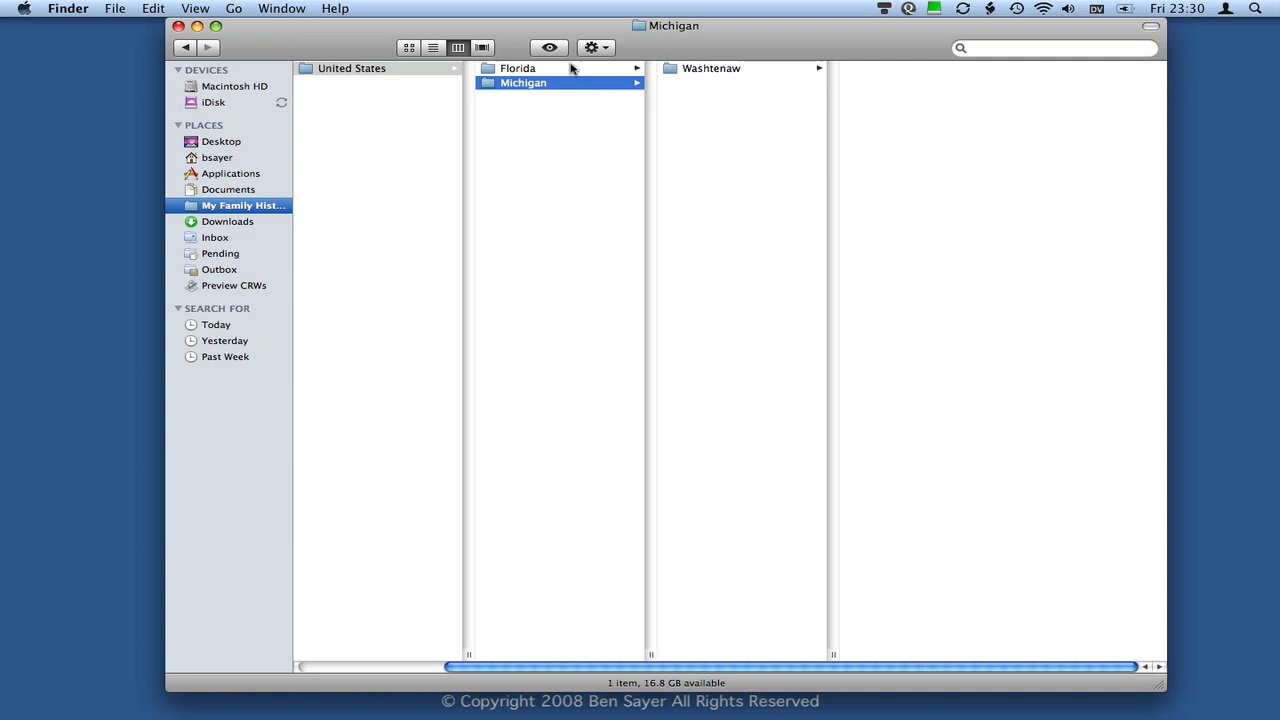 Finder File Edit View Go Window Help DV Fri 23:30
Michigan
DEVICES
Macintosh HD
iDisk
PLACES
Desktop
bsayer
Applications
Documents
My Family Hist...
Downloads
Inbox
Pending
Outbox
Preview CRWs
SEARCH FOR
Today
Yesterday
Past Week
United States
Florida
Michigan
Washtenaw
1 item, 16.8 GB available
© Copyright 2008 Ben Sayer All Rights Reserved